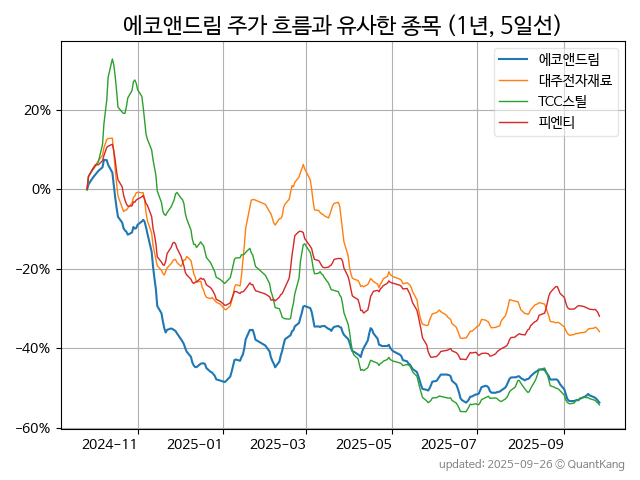 에코앤드림 주가 흐름과 유사한 종목 (1년, 5일선)
에코앤드림
대주전자재료
TCC스틸
피엔티
20%
0%
−20%
−40%
−60%
2024−11
2025−01
2025−03
2025−05
2025−07
2025−09
updated: 2025-09-26 © QuantKang